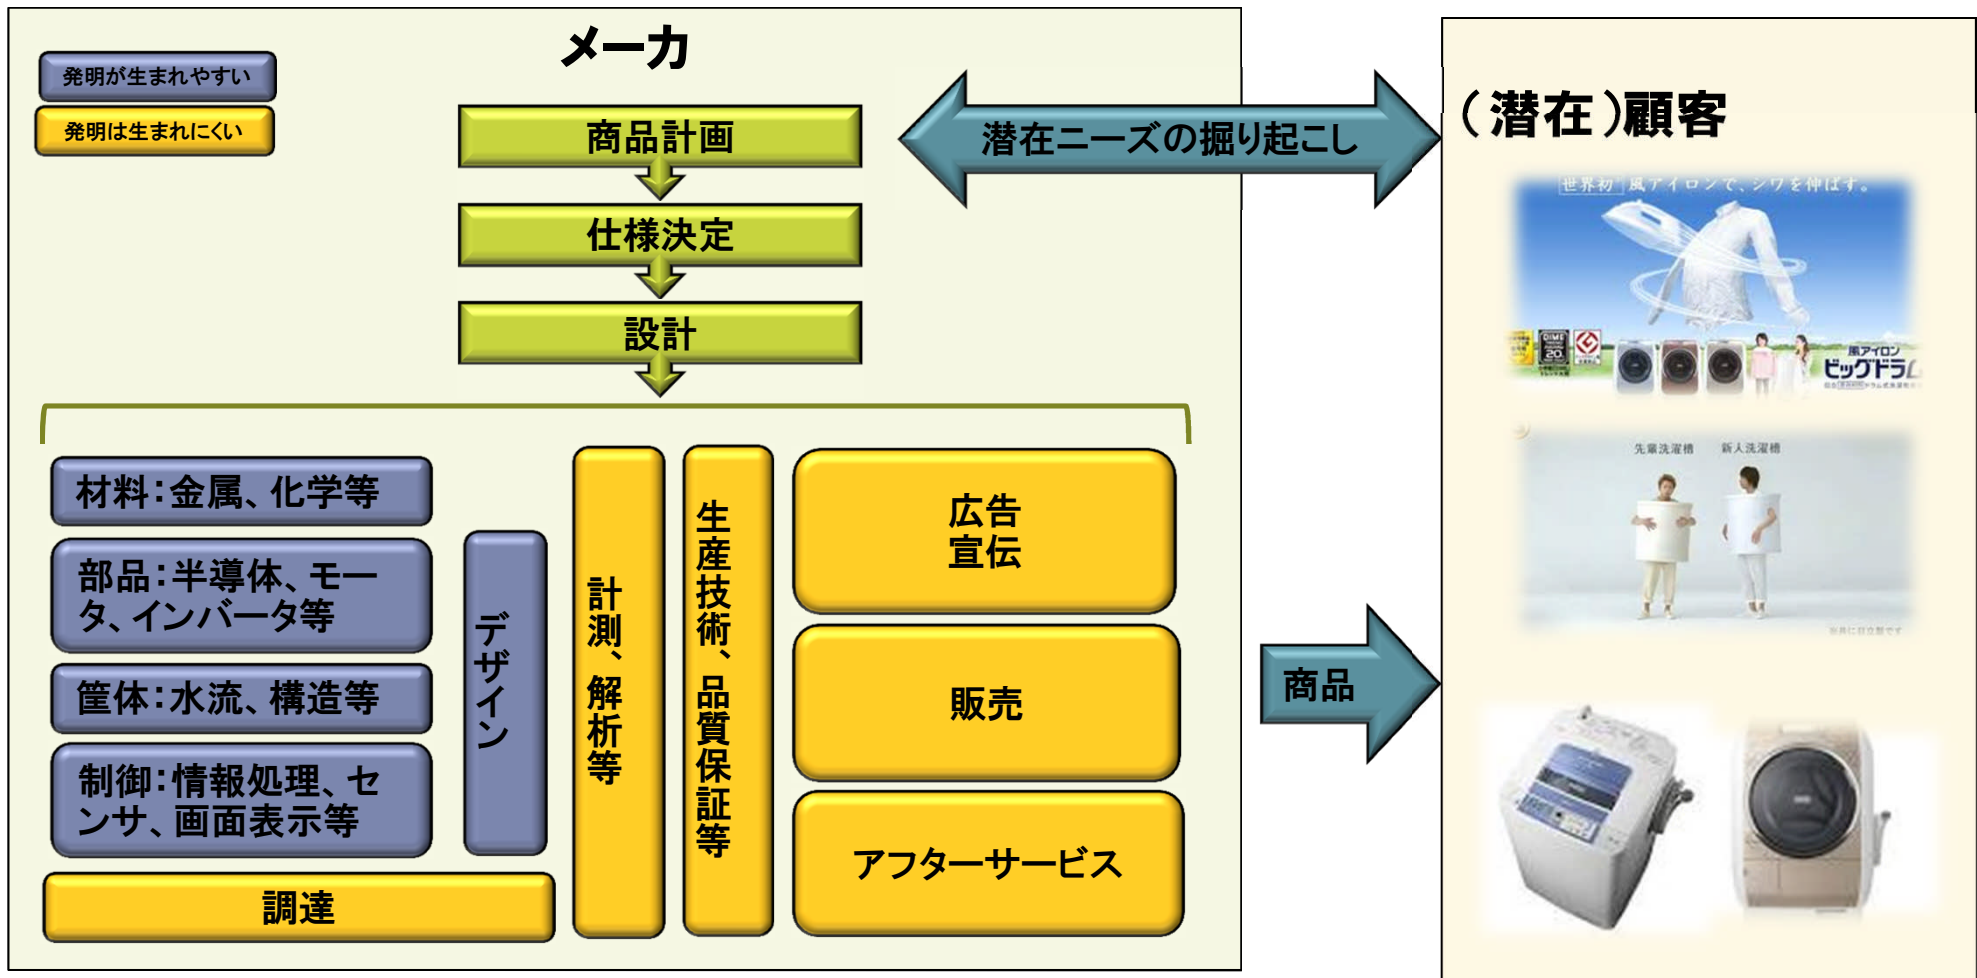 メーカ
発明が生まれやすい
発明は生まれにくい
商品計画
仕様決定
設計
潜在ニーズの掘り起こし
材料:金属、化学等
部品:半導体、モー
タ、インバータ等
筐体:水流、構造等
制御:情報処理、セ
ンサ、画面表示等
デザイン
調達
計測、解析等
生産技術、品質保証等
広告
宣伝
販売
アフターサービス
商品
(潜在)顧客
世界初 風アイロンで、シワを伸ばす。
DIME
20
風アイロン
ビッグドラム
先輩洗濯槽 新人洗濯槽